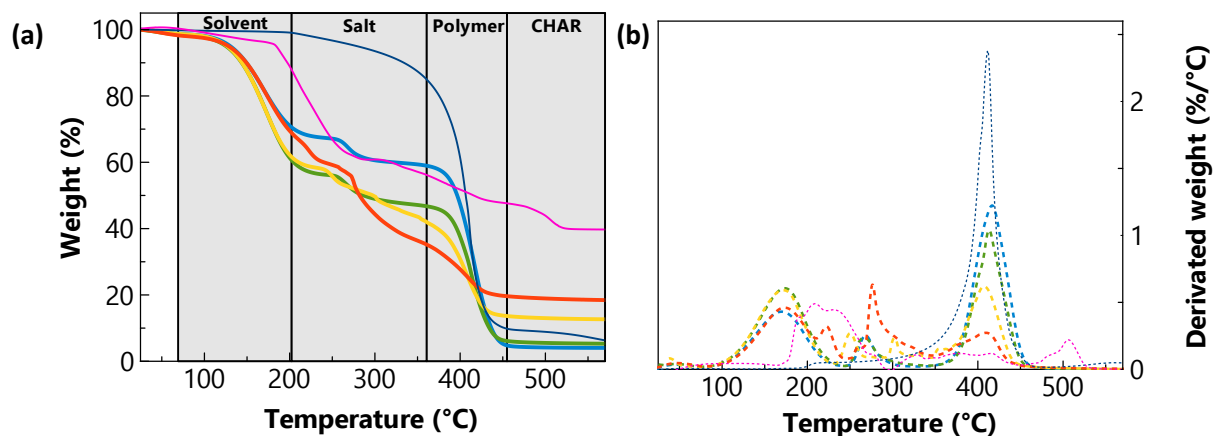 (a)
Solvent
Salt
Polymer
CHAR
100
80
60
40
20
0
Weight (%)
100
200
300
400
500
Temperature (°C)
(b)
2
1
0
Derivated weight (%/°C)
100
200
300
400
500
Temperature (°C)